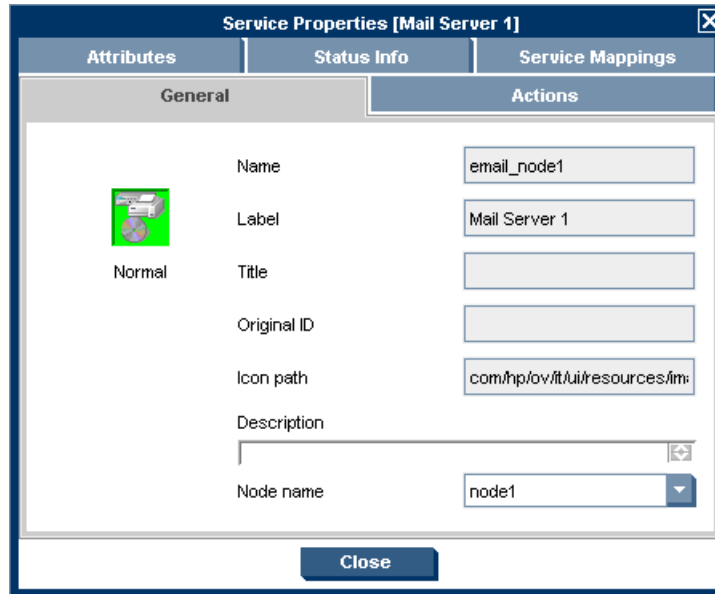 Service Properties [Mail Server 1]
Attributes
Status Info
Service Mappings
General
Actions
Name
email_node1
Label
Mail Server 1
Normal
Title
Original ID
Icon path
com/hp/ov/it/ui/resources/im
Description
Node name
node1
Close